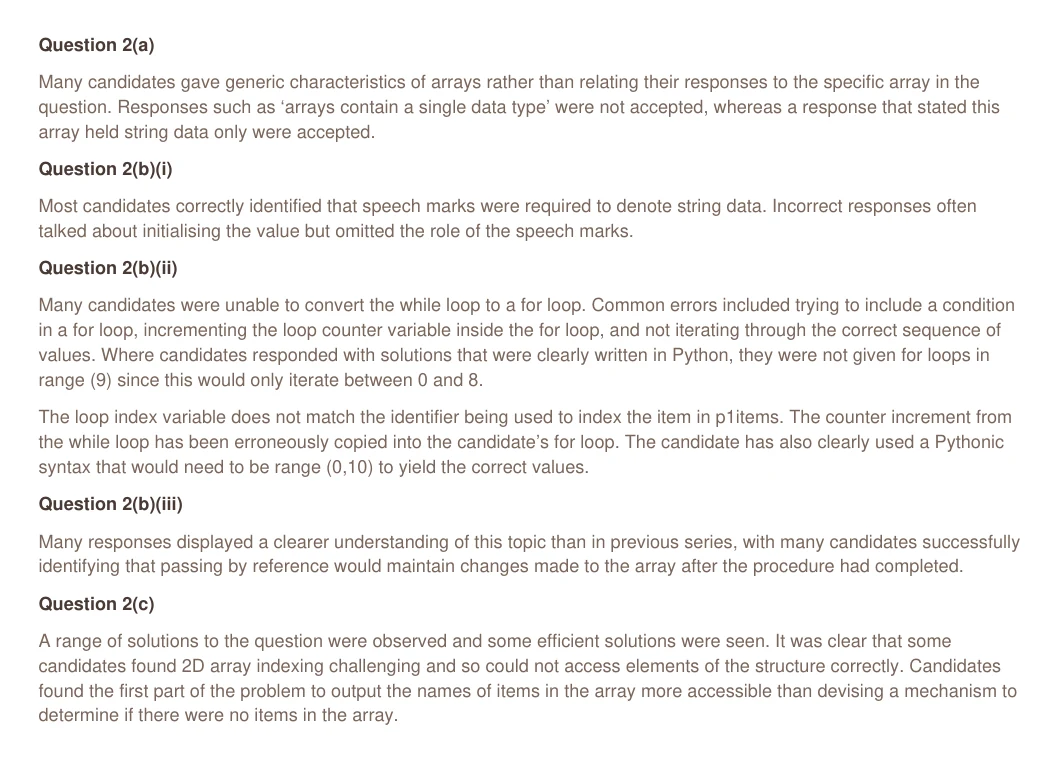 Question 2(a)
Many candidates gave generic characteristics of arrays rather than relating their responses to the specific array in the
question. Responses such as ‘arrays contain a single data type’ were not accepted, whereas a response that stated this
array held string data only were accepted.
Question 2(b)(i)
Most candidates correctly identified that speech marks were required to denote string data. Incorrect responses often
talked about initialising the value but omitted the role of the speech marks.
Question 2(b)(ii)
Many candidates were unable to convert the while loop to a for loop. Common errors included trying to include a condition
in a for loop, incrementing the loop counter variable inside the for loop, and not iterating through the correct sequence of
values. Where candidates responded with solutions that were clearly written in Python, they were not given for loops in
range (9) since this would only iterate between 0 and 8.
The loop index variable does not match the identifier being used to index the item in p1items. The counter increment from
the while loop has been erroneously copied into the candidate’s for loop. The candidate has also clearly used a Pythonic
syntax that would need to be range (0,10) to yield the correct values.
Question 2(b)(iii)
Many responses displayed a clearer understanding of this topic than in previous series, with many candidates successfully
identifying that passing by reference would maintain changes made to the array after the procedure had completed.
Question 2(c)
A range of solutions to the question were observed and some efficient solutions were seen. It was clear that some
candidates found 2D array indexing challenging and so could not access elements of the structure correctly. Candidates
found the first part of the problem to output the names of items in the array more accessible than devising a mechanism to
determine if there were no items in the array.